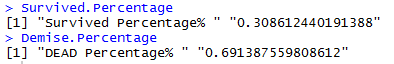 > Survived.Percentage
[1] "Survived Percentage% " "0.308612440191388"
> Demise.Percentage
[1] "DEAD Percentage% " "0.691387559808612"